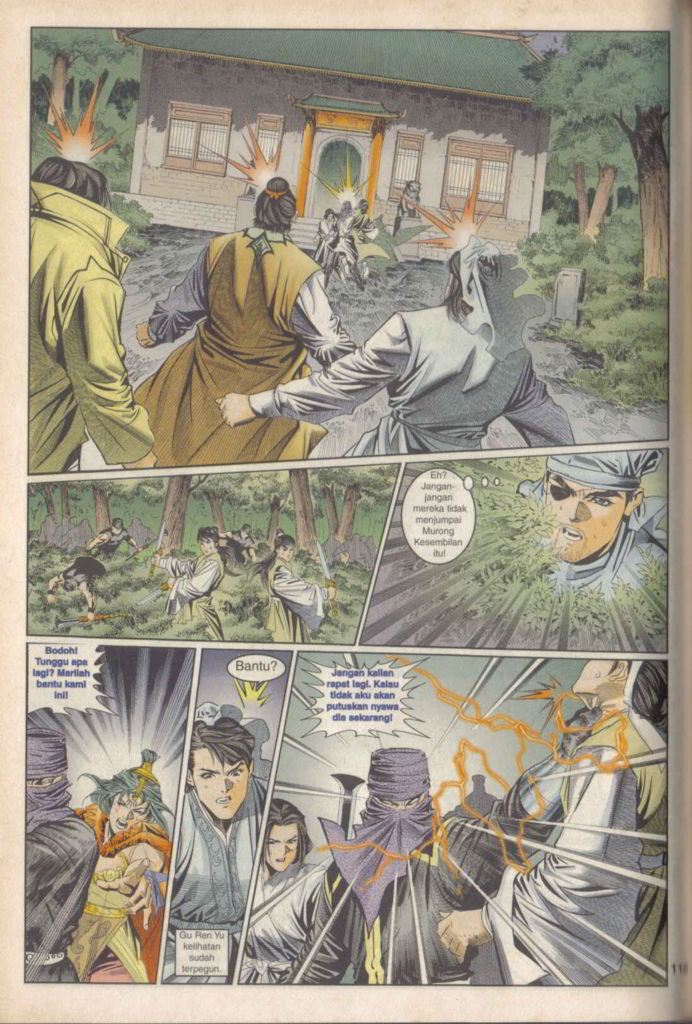 Eh?
Jangan-
jangan
mereka tidak
menjumpai
Murong
Kesembilan
itu!
Bodoh!
Tunggu apa
lagi? Marilah
bantu kami
ini!
Bantu?
Gu Ren Yu
kelihatan
sudah
terpegun.
Jangan kalian
rapat lagi. Kalau
tidak aku akan
putuskan nyawa
dia sekarang!